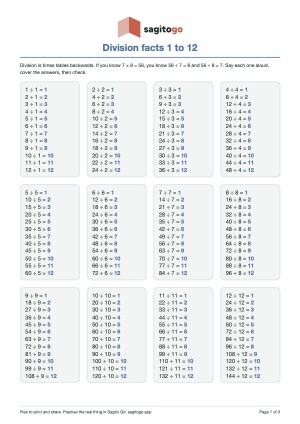 sagitogo
Division facts 1 to 12
Division is times tables backwards. If you know 7 × 8 = 56, you know 56 ÷ 7 = 8 and 56 ÷ 8 = 7. Say each one aloud,
cover the answers, then check.
1 ÷ 1 = 1
2 ÷ 1 = 2
3 ÷ 1 = 3
4 ÷ 1 = 4
5 ÷ 1 = 5
6 ÷ 1 = 6
7 ÷ 1 = 7
8 ÷ 1 = 8
9 ÷ 1 = 9
10 ÷ 1 = 10
11 ÷ 1 = 11
12 ÷ 1 = 12
2 ÷ 2 = 1
4 ÷ 2 = 2
6 ÷ 2 = 3
8 ÷ 2 = 4
10 ÷ 2 = 5
12 ÷ 2 = 6
14 ÷ 2 = 7
16 ÷ 2 = 8
18 ÷ 2 = 9
20 ÷ 2 = 10
22 ÷ 2 = 11
24 ÷ 2 = 12
3 ÷ 3 = 1
6 ÷ 3 = 2
9 ÷ 3 = 3
12 ÷ 3 = 4
15 ÷ 3 = 5
18 ÷ 3 = 6
21 ÷ 3 = 7
24 ÷ 3 = 8
27 ÷ 3 = 9
30 ÷ 3 = 10
33 ÷ 3 = 11
36 ÷ 3 = 12
4 ÷ 4 = 1
8 ÷ 4 = 2
12 ÷ 4 = 3
16 ÷ 4 = 4
20 ÷ 4 = 5
24 ÷ 4 = 6
28 ÷ 4 = 7
32 ÷ 4 = 8
36 ÷ 4 = 9
40 ÷ 4 = 10
44 ÷ 4 = 11
48 ÷ 4 = 12
5 ÷ 5 = 1
10 ÷ 5 = 2
15 ÷ 5 = 3
20 ÷ 5 = 4
25 ÷ 5 = 5
30 ÷ 5 = 6
35 ÷ 5 = 7
40 ÷ 5 = 8
45 ÷ 5 = 9
50 ÷ 5 = 10
55 ÷ 5 = 11
60 ÷ 5 = 12
6 ÷ 6 = 1
12 ÷ 6 = 2
18 ÷ 6 = 3
24 ÷ 6 = 4
30 ÷ 6 = 5
36 ÷ 6 = 6
42 ÷ 6 = 7
48 ÷ 6 = 8
54 ÷ 6 = 9
60 ÷ 6 = 10
66 ÷ 6 = 11
72 ÷ 6 = 12
7 ÷ 7 = 1
14 ÷ 7 = 2
21 ÷ 7 = 3
28 ÷ 7 = 4
35 ÷ 7 = 5
42 ÷ 7 = 6
49 ÷ 7 = 7
56 ÷ 7 = 8
63 ÷ 7 = 9
70 ÷ 7 = 10
77 ÷ 7 = 11
84 ÷ 7 = 12
8 ÷ 8 = 1
16 ÷ 8 = 2
24 ÷ 8 = 3
32 ÷ 8 = 4
40 ÷ 8 = 5
48 ÷ 8 = 6
56 ÷ 8 = 7
64 ÷ 8 = 8
72 ÷ 8 = 9
80 ÷ 8 = 10
88 ÷ 8 = 11
96 ÷ 8 = 12
9 ÷ 9 = 1
18 ÷ 9 = 2
27 ÷ 9 = 3
36 ÷ 9 = 4
45 ÷ 9 = 5
54 ÷ 9 = 6
63 ÷ 9 = 7
72 ÷ 9 = 8
81 ÷ 9 = 9
90 ÷ 9 = 10
99 ÷ 9 = 11
108 ÷ 9 = 12
10 ÷ 10 = 1
20 ÷ 10 = 2
30 ÷ 10 = 3
40 ÷ 10 = 4
50 ÷ 10 = 5
60 ÷ 10 = 6
70 ÷ 10 = 7
80 ÷ 10 = 8
90 ÷ 10 = 9
100 ÷ 10 = 10
110 ÷ 10 = 11
120 ÷ 10 = 12
11 ÷ 11 = 1
22 ÷ 11 = 2
33 ÷ 11 = 3
44 ÷ 11 = 4
55 ÷ 11 = 5
66 ÷ 11 = 6
77 ÷ 11 = 7
88 ÷ 11 = 8
99 ÷ 11 = 9
110 ÷ 11 = 10
121 ÷ 11 = 11
132 ÷ 11 = 12
12 ÷ 12 = 1
24 ÷ 12 = 2
36 ÷ 12 = 3
48 ÷ 12 = 4
60 ÷ 12 = 5
72 ÷ 12 = 6
84 ÷ 12 = 7
96 ÷ 12 = 8
108 ÷ 12 = 9
120 ÷ 12 = 10
132 ÷ 12 = 11
144 ÷ 12 = 12
Free to print and share. Practise the real thing in Sagito Go: sagitogo.app
Page 1 of 3